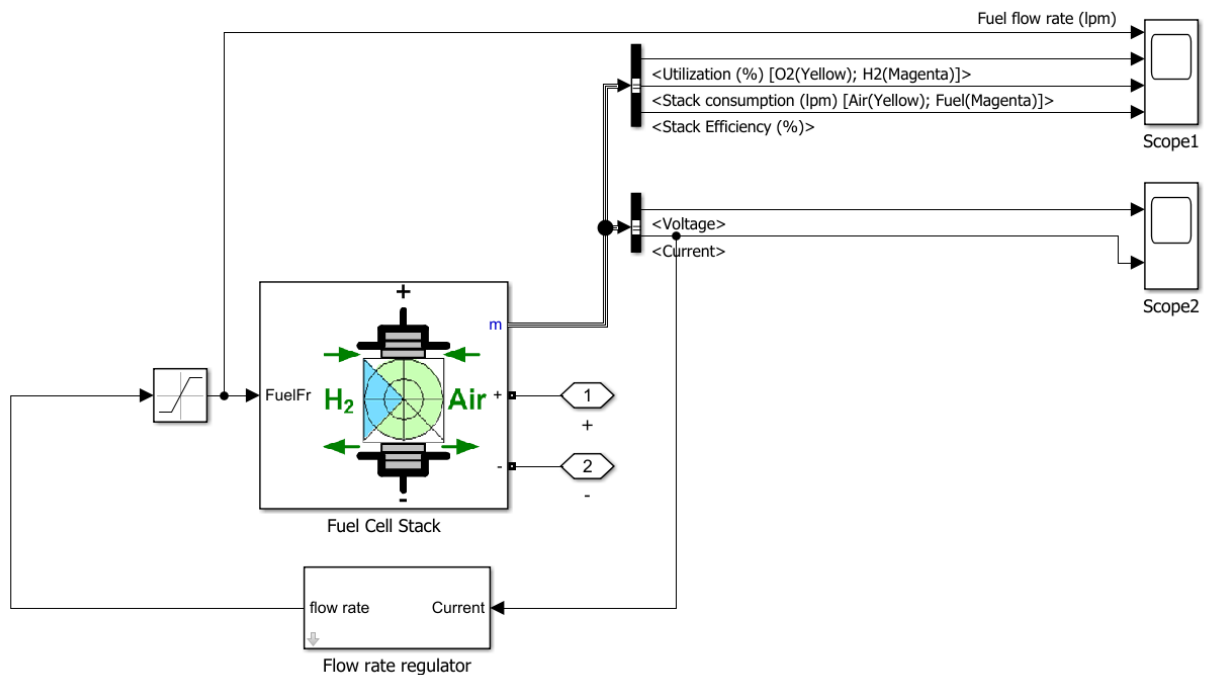 Fuel flow rate (lpm)
<Utilization (%) [O2(Yellow); H2(Magenta)]>
<Stack consumption (lpm) [Air(Yellow; Fuel(Magenta)]>
<Stack Efficiency (%)>
Scope1
<Voltage>
<Current>
Scope2
+
m
FuelFr
H2
Air
+
1
+
-
2
-
-
Fuel Cell Stack
flow rate
Current
Flow rate regulator